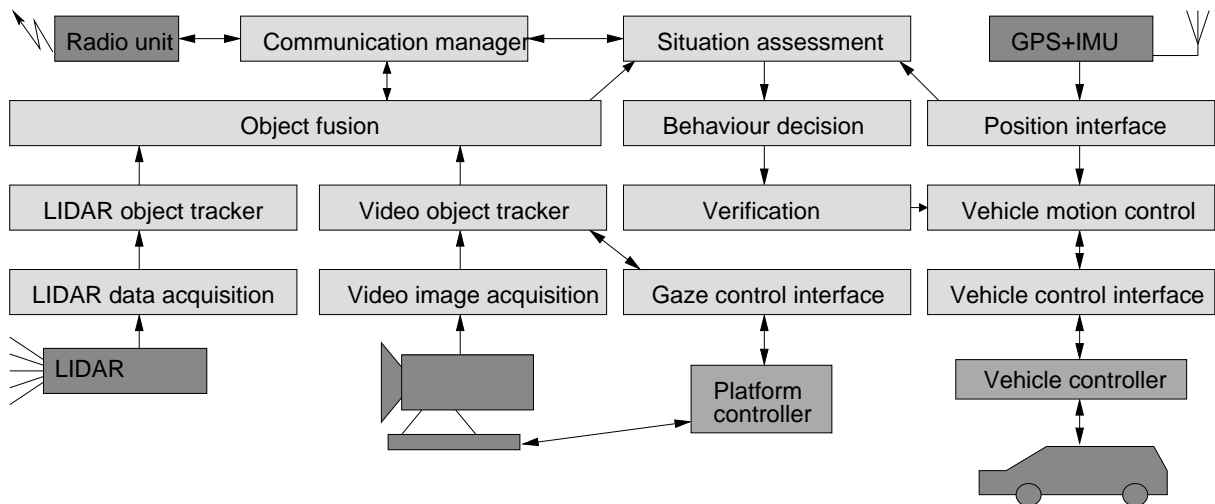 Radio unit
Communication manager
Situation assessment
GPS+IMU
Object fusion
Behaviour decision
Position interface
LIDAR object tracker
Video object tracker
Verification
Vehicle motion control
LIDAR data acquisition
Video image acquisition
Gaze control interface
Vehicle control interface
LIDAR
Platform
controller
Vehicle controller